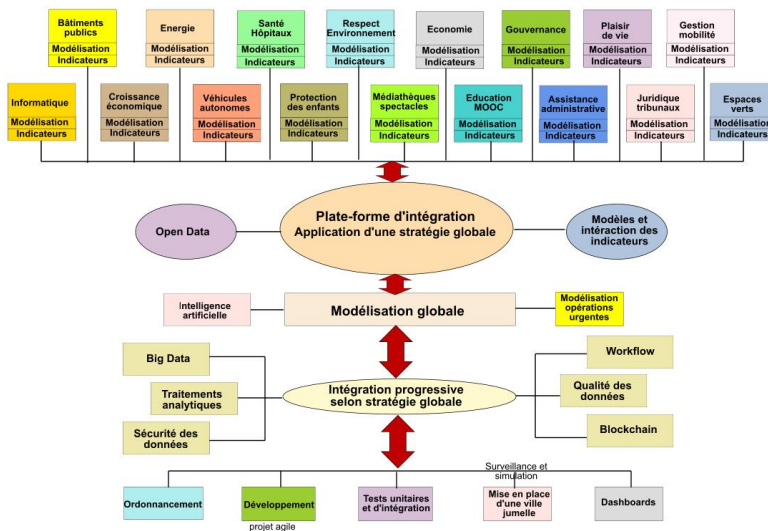 Bâtiments
publics
Modélisation
Indicateurs
Energie
Modélisation
Indicateurs
Santé
Hôpitaux
Modélisation
Indicateurs
Respect
Environnement
Modélisation
Indicateurs
Economie
Modélisation
Indicateurs
Gouvernance
Modélisation
Indicateurs
Plaisir
de vie
Modélisation
Indicateurs
Gestion
mobilité
Modélisation
Indicateurs
Informatique
Modélisation
Indicateurs
Croissance
économique
Modélisation
Indicateurs
Véhicules
autonomes
Modélisation
Indicateurs
Protection
des enfants
Modélisation
Indicateurs
Médiathèques
spectacles
Modélisation
Indicateurs
Education
MOOC
Modélisation
Indicateurs
Assistance
administrative
Modélisation
Indicateurs
Juridique
tribunaux
Modélisation
Indicateurs
Espaces
verts
Modélisation
Indicateurs
Open Data
Plate-forme d'intégration
Application d'une stratégie globale
Modèles et
intéraction des
indicateurs
Intelligence
artificielle
Modélisation globale
Modélisation
opérations
urgentes
Big Data
Traitements
analytiques
Sécurité des
données
Intégration progressive
selon stratégie globale
Workflow
Qualité des
données
Blockchain
Ordonnancement
Développement
projet agile
Tests unitaires
et d'intégration
Surveillance et
simulation
Mise en place
d'une ville
jumelle
Dashboards